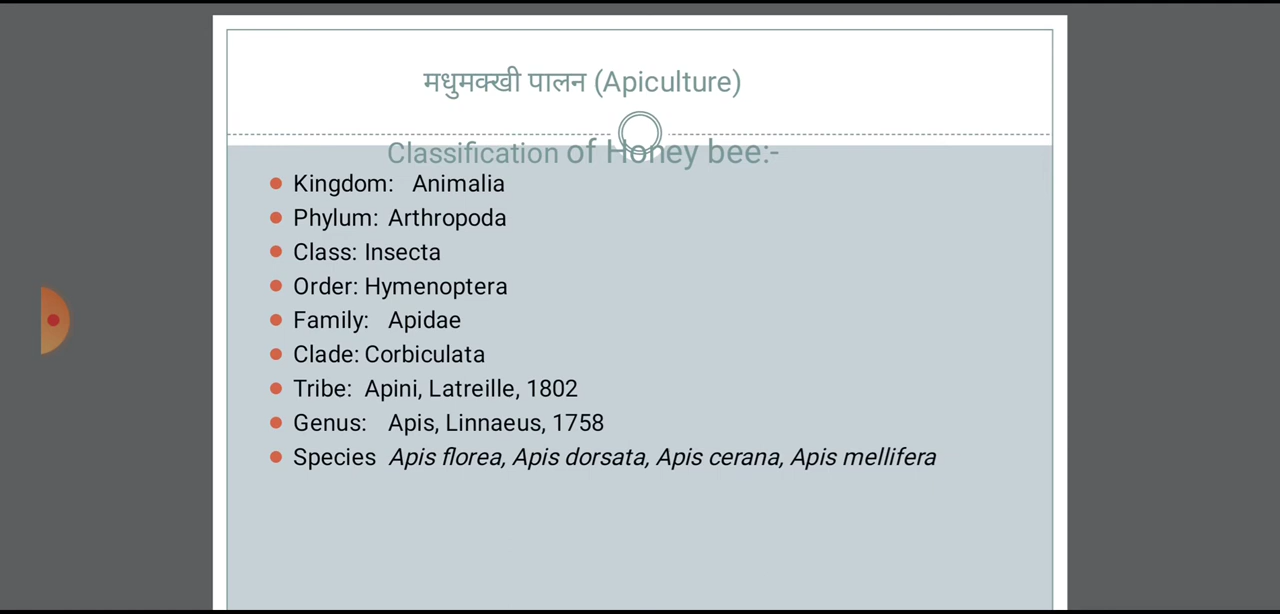 मधुमक्खी पालन (Apiculture)
Classification of Honey bee:-
Kingdom: Animalia
Phylum: Arthropoda
Class: Insecta
Order: Hymenoptera
Family: Apidae
Clade: Corbiculata
Tribe: Apini, Latreille, 1802
Genus: Apis, Linnaeus, 1758
Species Apis florea, Apis dorsata, Apis cerana, Apis mellifera